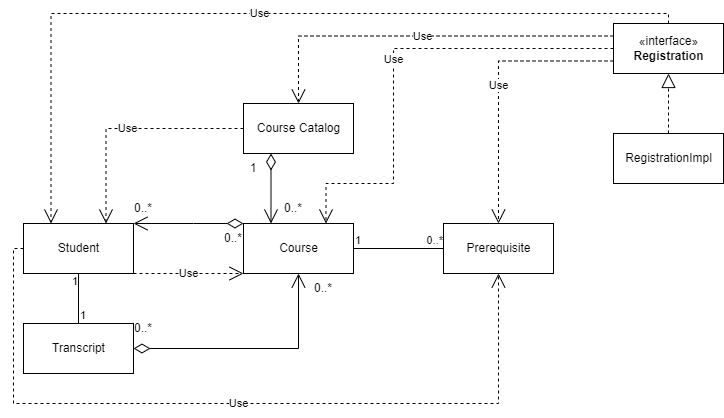 Use
«interface»
Registration
Use
Use
Use
Course Catalog
Use
RegistrationImpl
1
0..*
0..*
0..*
Student
Course
1
0..*
Prerequisite
Use
1
0..*
1
0..*
Transcript
Use